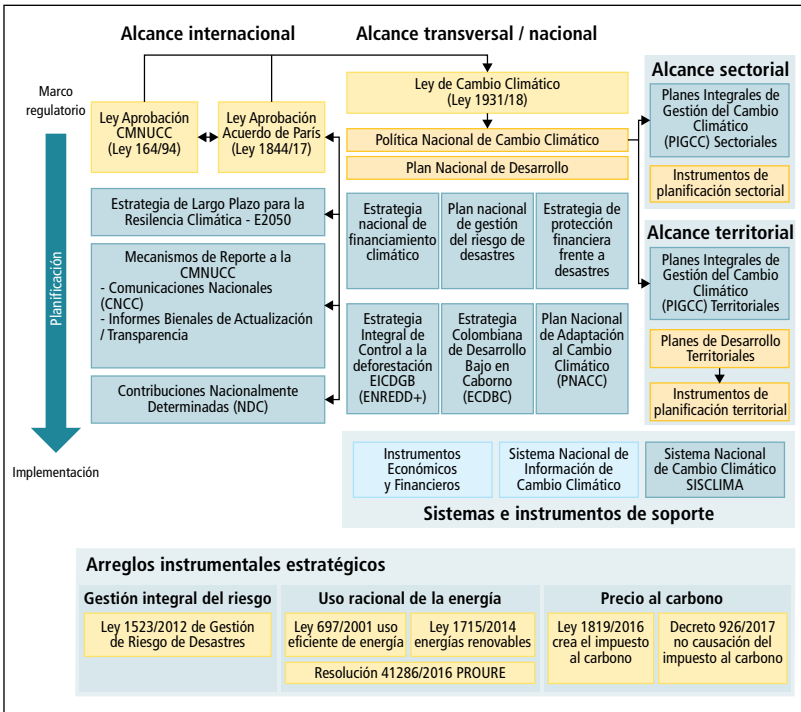 Alcance internacional
Alcance transversal / nacional
Marco
regulatorio
Planificación
Implementación
Ley Aprobación
CMNUCC
(Ley 164/94)
Ley Aprobación
Acuerdo de París
(Ley 1844/17)
Estrategia de Largo Plazo para la
Resilencia Climática - E2050
Mecanismos de Reporte a la
CMNUCC
- Comunicaciones Nacionales
(CNCC)
- Informes Bienales de Actualización
/ Transparencia
Contribuciones Nacionalmente
Determinadas (NDC)
Ley de Cambio Climático
(Ley 1931/18)
Política Nacional de Cambio Climático
Plan Nacional de Desarrollo
Estrategia
nacional de
financiamiento
climático
Plan nacional
de gestión
del riesgo de
desastres
Estrategia de
protección
financiera
frente a
desastres
Estrategia
Integral de
Control a la
deforestación
EICDGB
(ENREDD+)
Estrategia
Colombiana
de Desarrollo
Bajo en
Caborno
(ECDBC)
Plan Nacional
de Adaptación
al Cambio
Climático
(PNACC)
Alcance sectorial
Planes Integrales de
Gestión del Cambio
Climático
(PIGCC) Sectoriales
Instrumentos de
planificación sectorial
Alcance territorial
Planes Integrales de
Gestión del Cambio
Climático
(PIGCC) Territoriales
Planes de Desarrollo
Territoriales
Instrumentos de
planificación territorial
Instrumentos
Económicos
y Financieros
Sistema Nacional de
Información de
Cambio Climático
Sistema Nacional
de Cambio Climático
SISCLIMA
Sistemas e instrumentos de soporte
Arreglos instrumentales estratégicos
Gestión integral del riesgo
Ley 1523/2012 de Gestión
de Riesgo de Desastres
Uso racional de la energía
Ley 697/2001 uso
eficiente de energía
Ley 1715/2014
energías renovables
Resolución 41286/2016 PROURE
Precio al carbono
Ley 1819/2016
crea el impuesto
al carbono
Decreto 926/2017
no causación del
impuesto al carbono